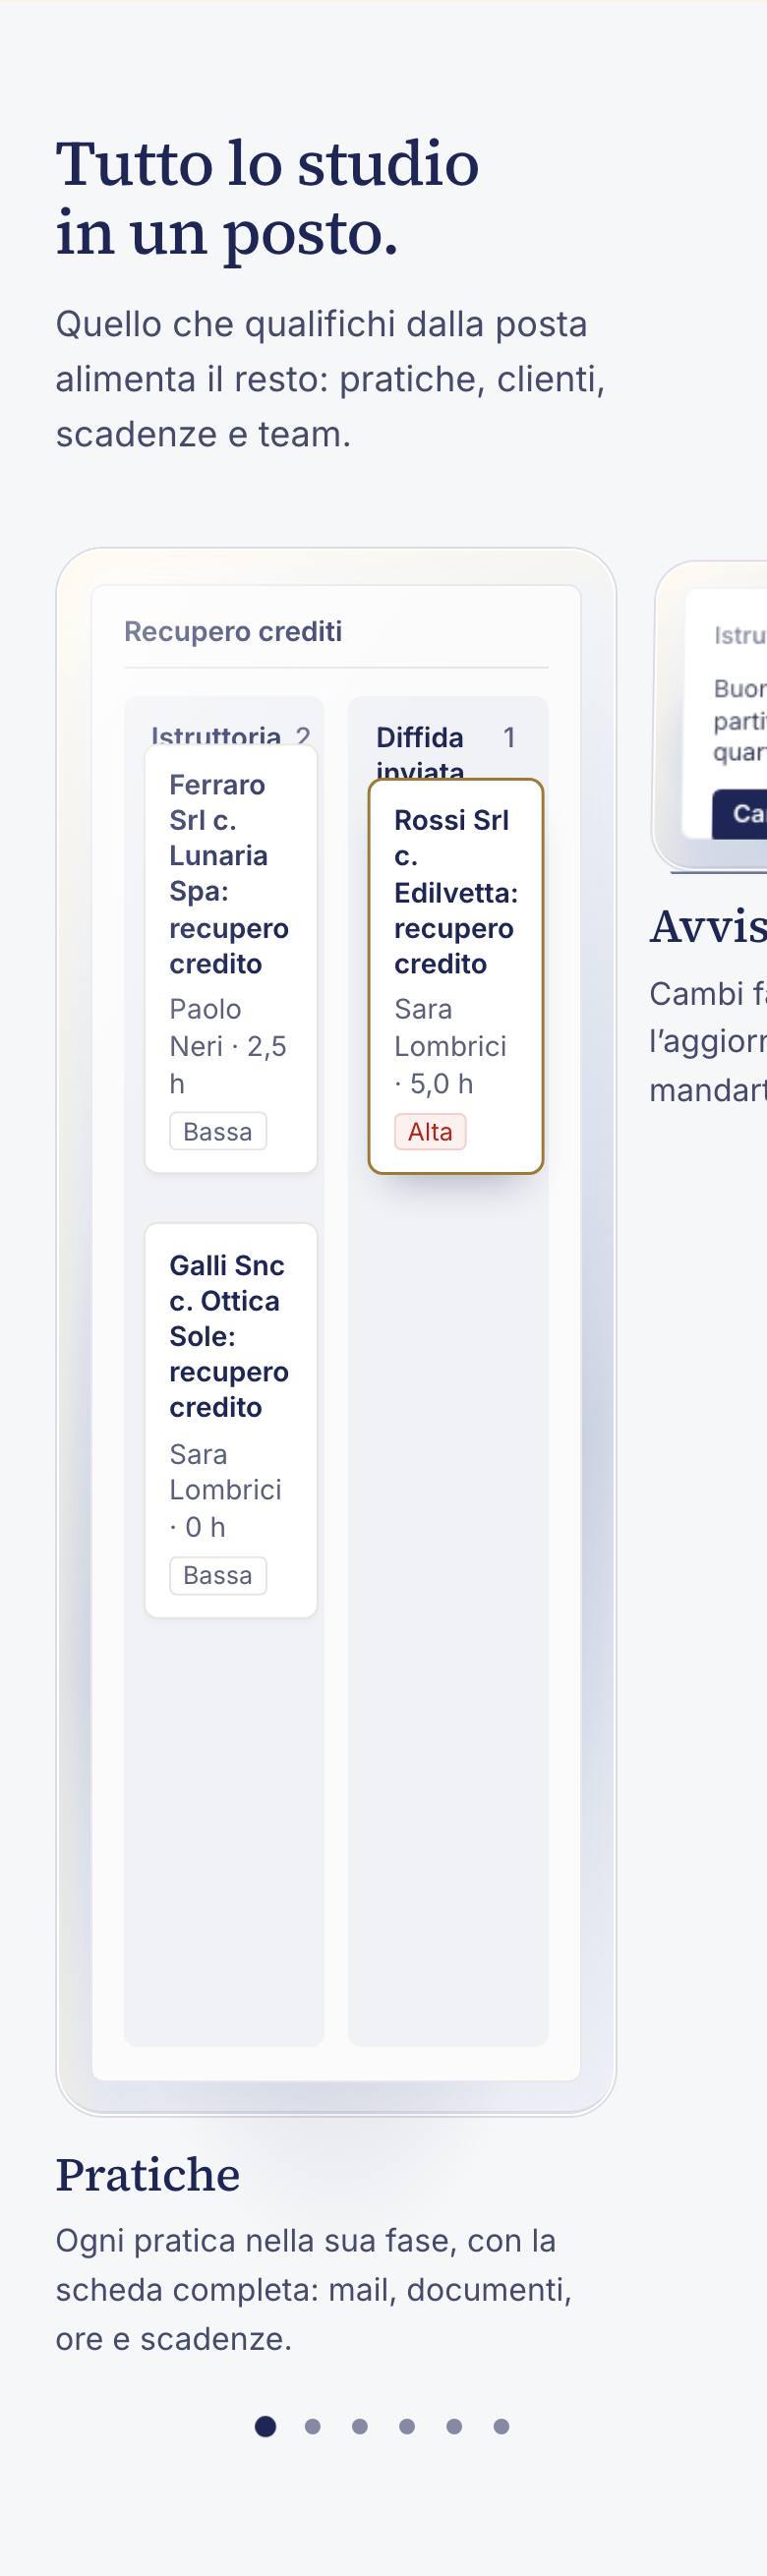 Tutto lo studio
in un posto.
Quello che qualifichi dalla posta
alimenta il resto: pratiche, clienti,
scadenze e team.
Recupero crediti
Istruttoria 2
Ferraro
Srl c.
Lunaria
Spa:
recupero
credito
Paolo
Neri · 2,5
h
Bassa
Galli Snc
c. Ottica
Sole:
recupero
credito
Sara
Lombrici
· 0 h
Bassa
Diffida 1
inviata
Rossi Srl
c.
Edilvetta:
recupero
credito
Sara
Lombrici
· 5,0 h
Alta
Pratiche
Ogni pratica nella sua fase, con la
scheda completa: mail, documenti,
ore e scadenze.
Cambi